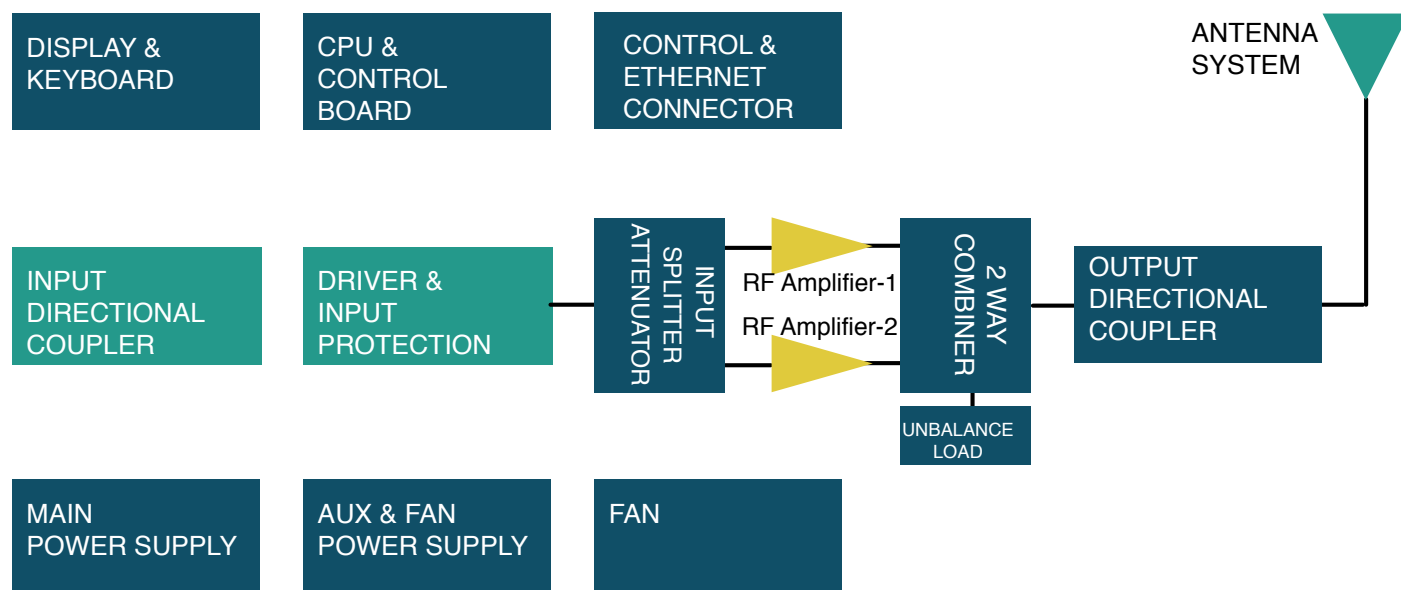 DISPLAY &
KEYBOARD
CPU &
CONTROL
BOARD
CONTROL &
ETHERNET
CONNECTOR
ANTENNA
SYSTEM
INPUT
DIRECTIONAL
COUPLER
DRIVER &
INPUT
PROTECTION
INPUT
SPLITTER
ATTENUATOR
RF Amplifier-1
RF Amplifier-2
2 WAY
COMBINER
OUTPUT
DIRECTIONAL
COUPLER
UNBALANCE
LOAD
MAIN
POWER SUPPLY
AUX & FAN
POWER SUPPLY
FAN